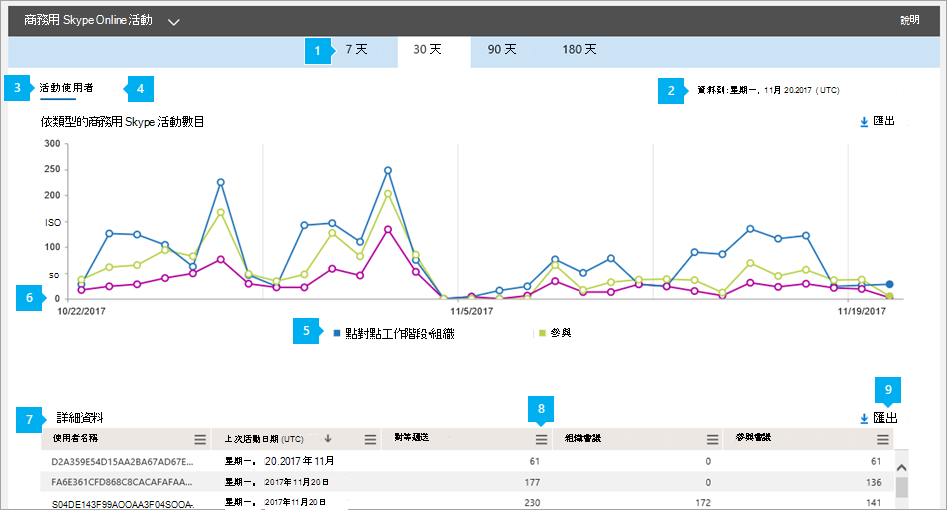 商務用 Skype Online 活動
說明
1
7 天
30 天
90 天
180 天
3
活動使用者
4
2
資料到:星期一, 11月 20.2017 (UTC)
依類型的商務用 Skype 活動數目
匯出
300
250
200
ISO
100
50
0
6
10/22/2017
11/5/2017
11/19/2017
5
點對點工作階段·組織
參與
9
7
詳細資料
8
匯出
使用者名稱
上次活動日期 (UTC)
對等通送
組織會議
參與會議
D2A359E54D15AA2BA67AD67E...
星期一, 20.2017 年 11月
61
0
61
FA6E361CFD868C8CACAFAFAA...
星期一, 2017年11月20日
177
0
136
S04DE143F99AOOAA3F04SOOA...
星期一, 2017年11月20日
230
172
141